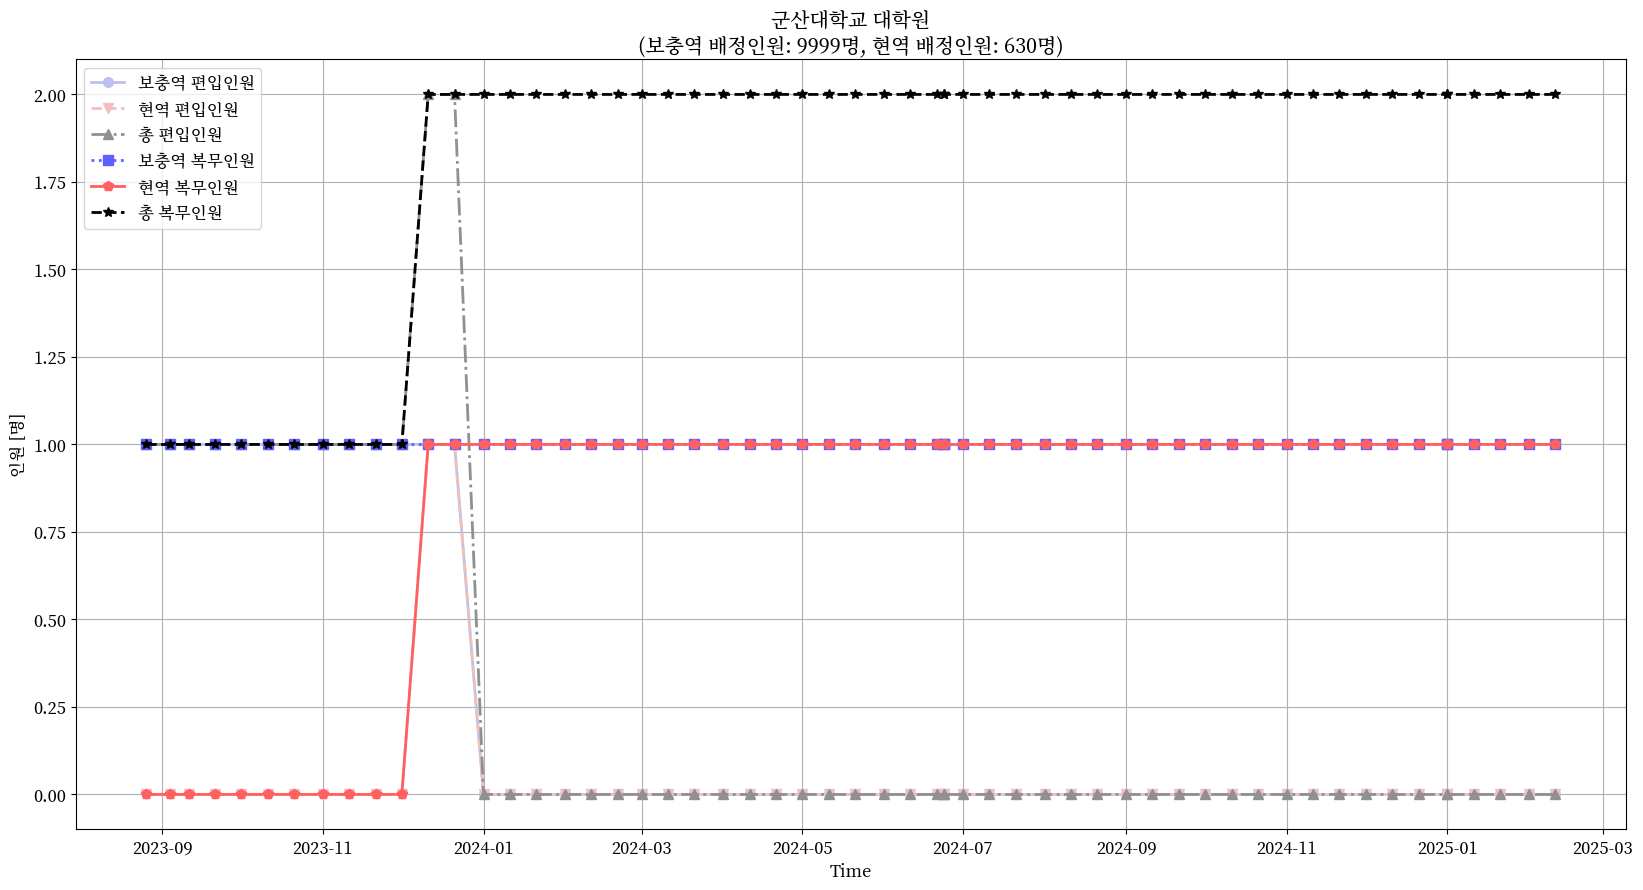 군산대학교 대학원
(보충역 배정인원: 9999명, 현역 배정인원: 630명)
보충역 편입인원
현역 편입인원
총 편입인원
보충역 복무인원
현역 복무인원
총 복무인원
2.00
1.75
1.50
1.25
1.00
0.75
0.50
0.25
0.00
인원 [명]
2023-09
2023-11
2024-01
2024-03
2024-05
2024-07
2024-09
2024-11
2025-01
2025-03
Time